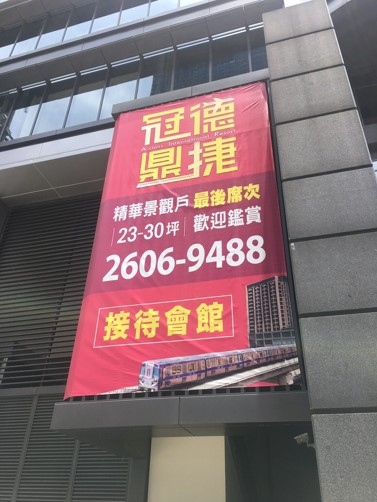 冠德
鼎捷
精華景觀戶 最後席次
23-30坪 歡迎鑑賞
2606-9488
接待會館